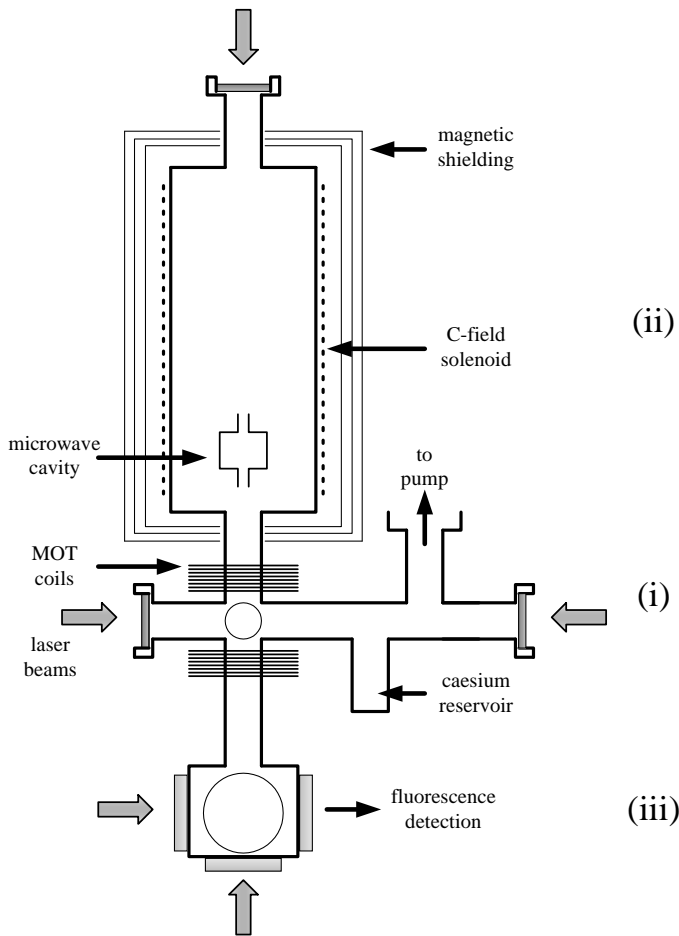 magnetic
shielding
(ii)
C-field
solenoid
microwave
cavity
to
pump
MOT
coils
(i)
laser
beams
caesium
reservoir
fluorescence
detection
(iii)